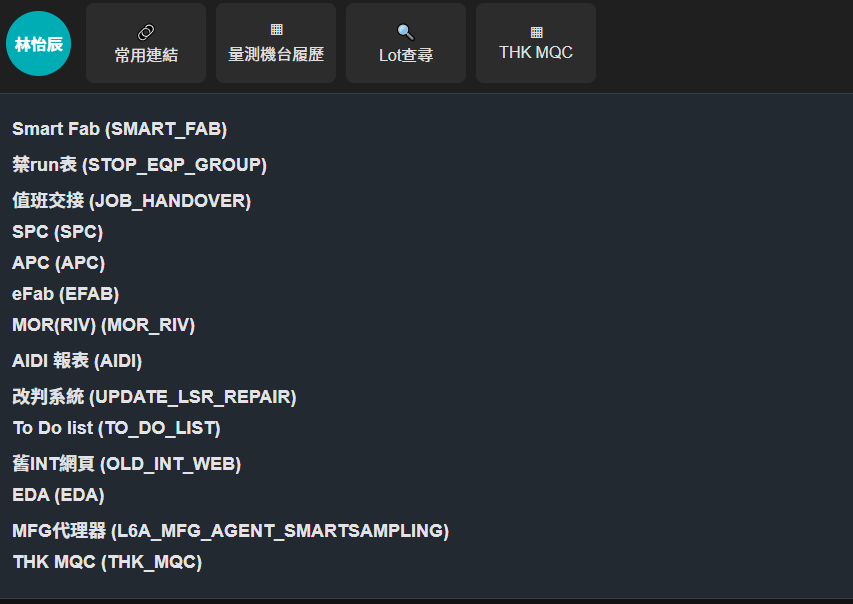 林怡辰
常用連結
量測機台履歷
Lot查尋
THK MQC
Smart Fab (SMART_FAB)
禁run表 (STOP_EQP_GROUP)
值班交接 (JOB_HANDOVER)
SPC (SPC)
APC (APC)
eFab (EFAB)
MOR(RIV) (MOR_RIV)
AIDI 報表 (AIDI)
改判系統 (UPDATE_LSR_REPAIR)
To Do list (TO_DO_LIST)
舊INT網頁 (OLD_INT_WEB)
EDA (EDA)
MFG代理器 (L6A_MFG_AGENT_SMARTSAMPLING)
THK MQC (THK_MQC)